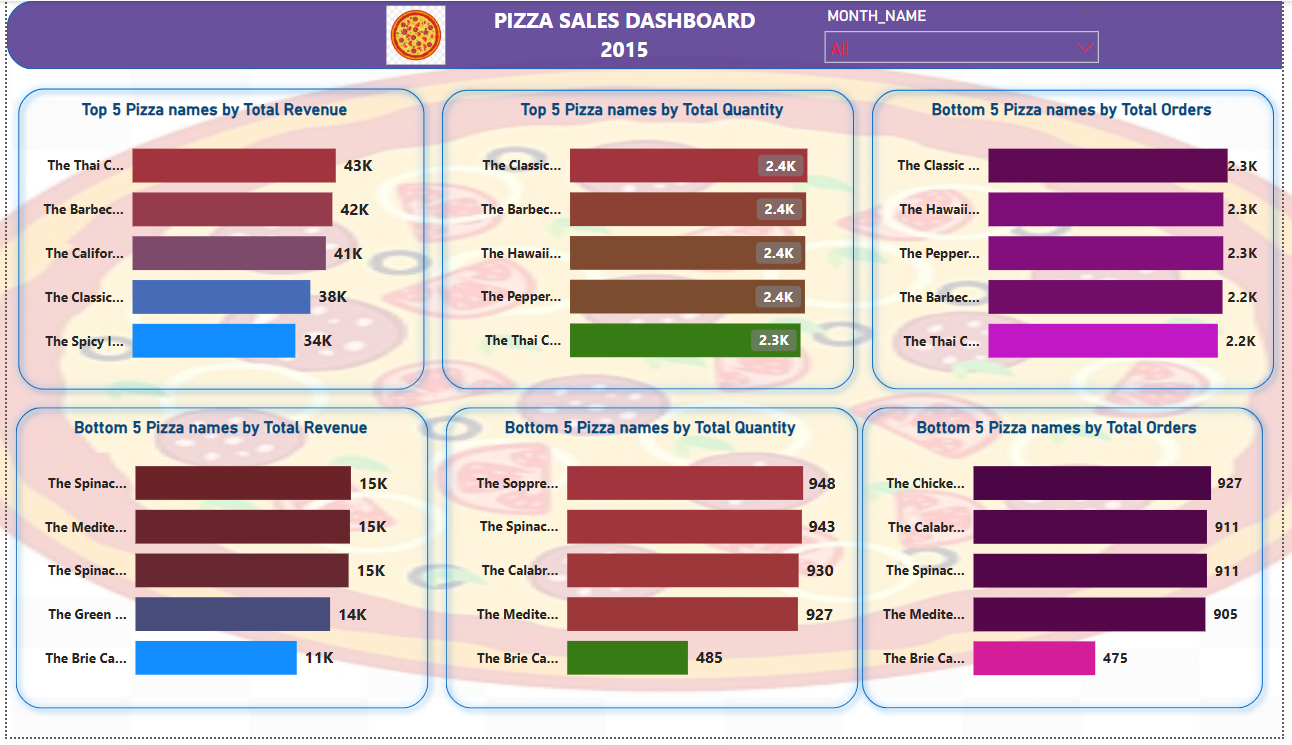 PIZZA SALES DASHBOARD
2015
MONTH_NAME
All
Top 5 Pizza names by Total Revenue
The Thai C... 43K
The Barbec... 42K
The Califor... 41K
The Classic... 38K
The Spicy I... 34K
Top 5 Pizza names by Total Quantity
The Classic... 2.4K
The Barbec... 2.4K
The Hawaii... 2.4K
The Pepper... 2.4K
The Thai C... 2.3K
Bottom 5 Pizza names by Total Orders
The Classic ... 2.3K
The Hawaii... 2.3K
The Pepper... 2.3K
The Barbec... 2.2K
The Thai C... 2.2K
Bottom 5 Pizza names by Total Revenue
The Spinac... 15K
The Medite... 15K
The Spinac... 15K
The Green ... 14K
The Brie Ca... 11K
Bottom 5 Pizza names by Total Quantity
The Soppre... 948
The Spinac... 943
The Calabr... 930
The Medite... 927
The Brie Ca... 485
Bottom 5 Pizza names by Total Orders
The Chicke... 927
The Calabr... 911
The Spinac... 911
The Medite... 905
The Brie Ca... 475